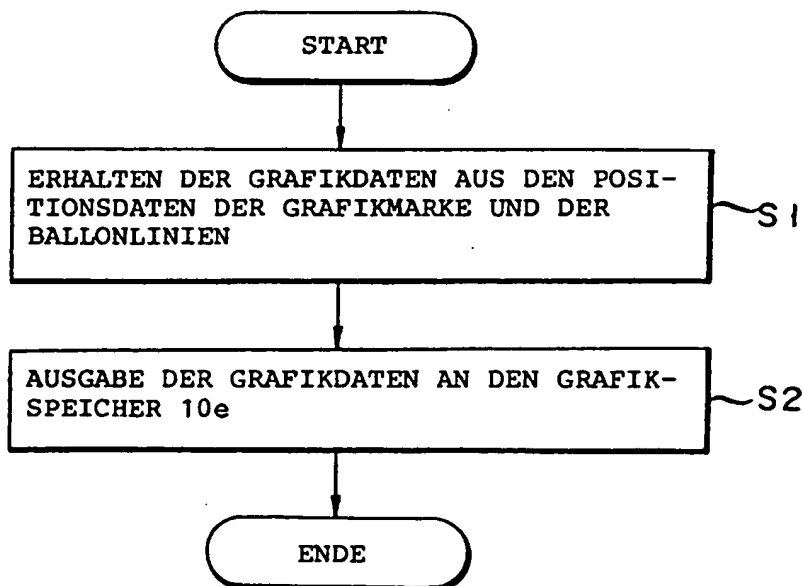 START
ERHALTEN DER GRAFIKDATEN AUS DEN POSI-
TIONSDATEN DER GRAFIKMARKE UND DER
BALLONLINIEN
S1
AUSGABE DER GRAFIKDATEN AN DEN GRAFIK-
SPEICHER 10e
S2
ENDE